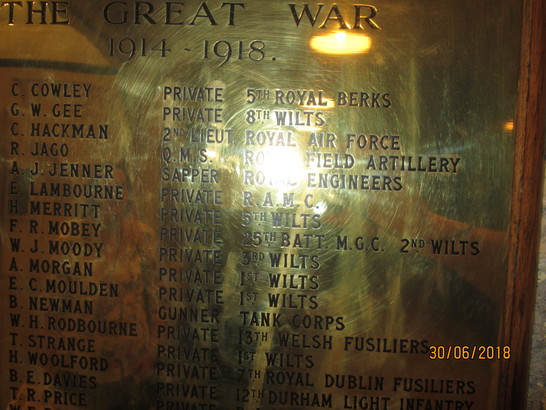 THE GREAT WAR
1914 - 1918.
C. COWLEY PRIVATE 5TH ROYAL BERKS
G. W. GEE PRIVATE 8TH WILTS
C. HACKMAN 2ND LIEUT ROYAL AIR FORCE
R. JAGO Q.M.S. ROYAL FIELD ARTILLERY
A. J. JENNER SAPPER ROYAL ENGINEERS
E. LAMBOURNE PRIVATE R.A.M.C.
H. MERRITT PRIVATE 5TH WILTS
F. R. MOBEY PRIVATE 25TH BATT. M.G.C. 2ND WILTS
W. J. MOODY PRIVATE 3RD WILTS
A. MORGAN PRIVATE 1ST WILTS
E. C. MOULDEN PRIVATE 1ST WILTS
B. NEWMAN GUNNER TANK CORPS
W. H. RODBOURNE PRIVATE 13TH WELSH FUSILIERS
T. STRANGE PRIVATE 1ST WILTS
H. WOOLFORD PRIVATE 7TH ROYAL DUBLIN FUSILIERS
B. E. DAVIES PRIVATE 12TH DURHAM LIGHT INFANTRY
T. R. PRICE
30/06/2018